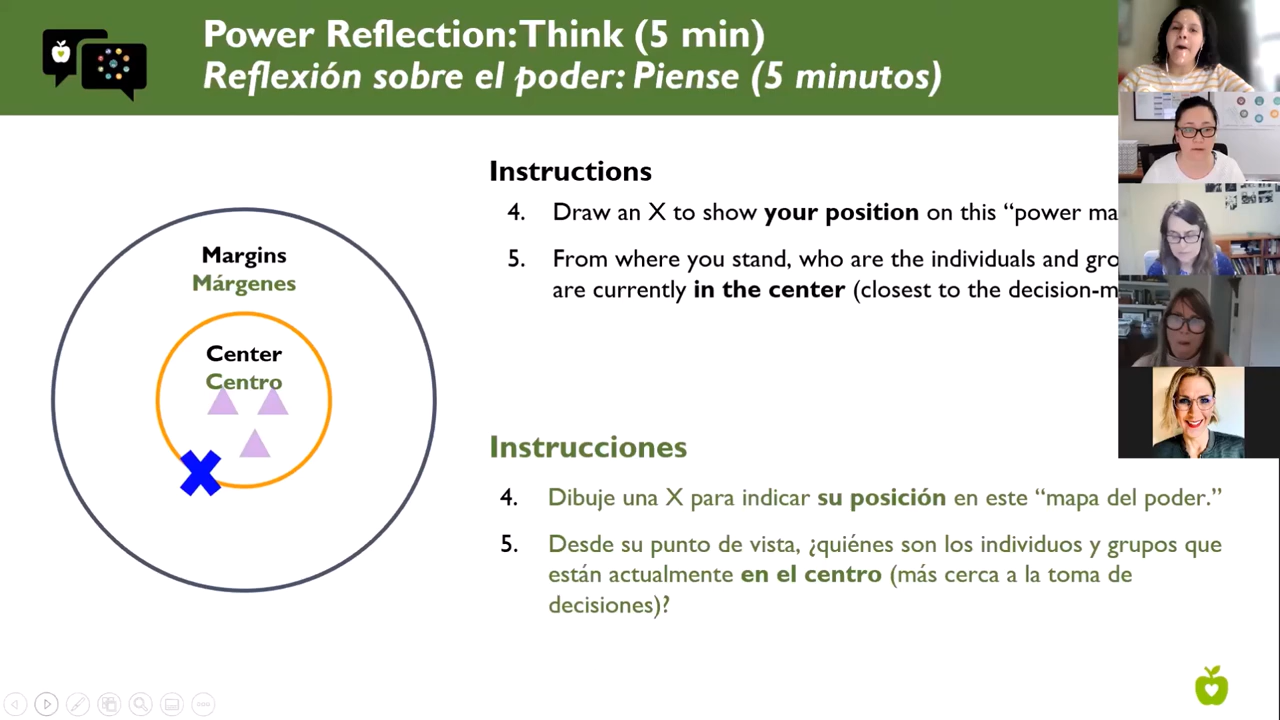 Power Reflection: Think (5 min)
Reflexión sobre el poder: Piense (5 minutos)
Margins
Márgenes
Center
Centro
Instructions
4. Draw an X to show your position on this “power ma
5. From where you stand, who are the individuals and gro
are currently in the center (closest to the decision-m
Instrucciones
4. Dibuje una X para indicar su posición en este “mapa del poder.”
5. Desde su punto de vista, ¿quiénes son los individuos y grupos que
están actualmente en el centro (más cerca a la toma de
decisiones)?